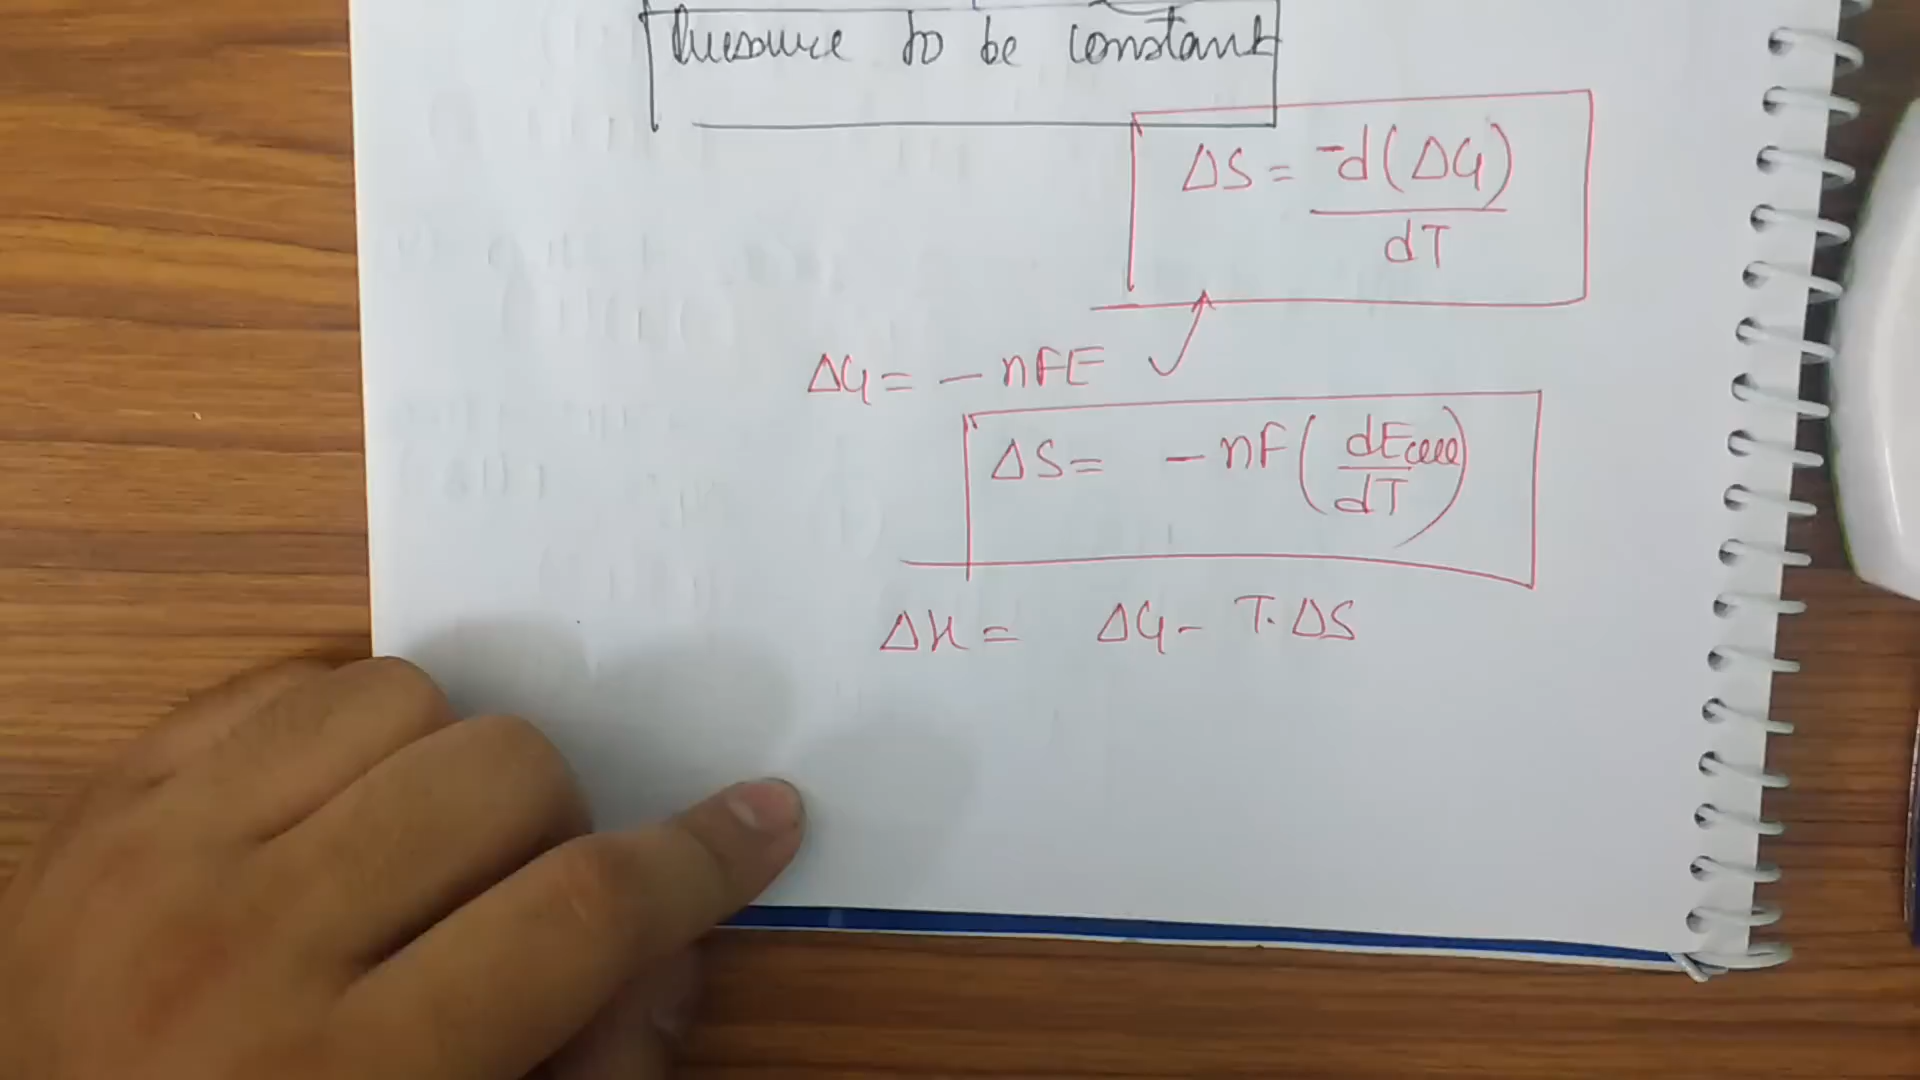 Pressure to be constant
ΔS = -d(ΔG)/dT
ΔG = - nFE
ΔS = - nF(dEcell/dT)
ΔH = ΔG - T.ΔS